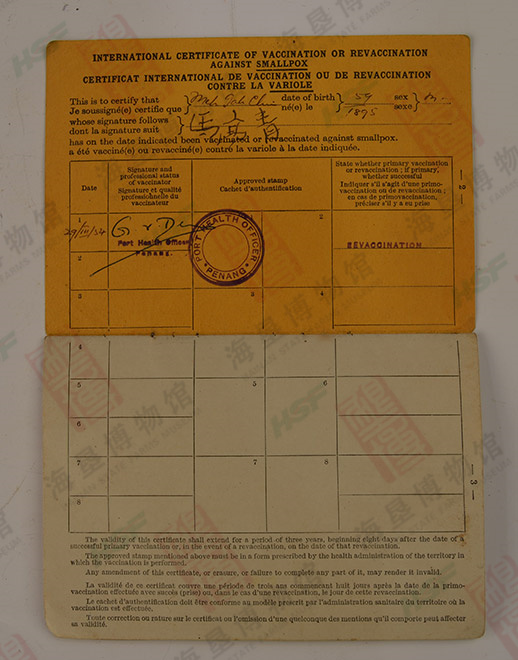 INTERNATIONAL CERTIFICATE OF VACCINATION OR REVACCINATION
AGAINST SMALLPOX
CERTIFICAT INTERNATIONAL DE VACCINATION OU DE REVACCINATION
CONTRE LA VARIOLE
This is to certify that date of birth 59 sex m.
Je soussigné(e) certifie que né(e) le 1895 sexe
whose signature follows
dont la signature suit
has on the date indicated been vaccinated or revaccinated against smallpox.
a été vacciné(e) ou revacciné(e) contre la variole à la date indiquée.
Date
Signature and
professional status
of vaccinator
Signature et qualité
professionnelle du
vaccinateur
Approved stamp
Cachet d'authentification
State whether primary vaccination
or revaccination; if primary,
whether successful
Indiquer s'il s'agit d'une primo-
vaccination ou de revaccination;
en cas de primovaccination,
préciser s'il y a eu prise
1
2
29/III/54
Port Health Officer
Penang.
PORT HEALTH OFFICER
PENANG
REVACCINATION
2
3
3
4
— 2 —
4
5
5
6
6
7
7
8
8
— 3 —
The validity of this certificate shall extend for a period of three years, beginning eight days after the date of a
successful primary vaccination or, in the event of a revaccination, on the date of that revaccination.
The approved stamp mentioned above must be in a form prescribed by the health administration of the territory in
which the vaccination is performed.
Any amendment of this certificate, or erasure, or failure to complete any part of it, may render it invalid.
La validité de ce certificat couvre une période de trois ans commençant huit jours après la date de la primo-
vaccination effectuée avec succès (prise) ou, dans le cas d'une revaccination, le jour de cette revaccination.
Le cachet d'authentification doit être conforme au modèle prescrit par l'administration sanitaire du territoire où la
vaccination est effectuée.
Toute correction ou rature sur le certificat ou l'omission d'une quelconque des mentions qu'il comporte peut affecter
sa validité.
HSF
海墾博物馆